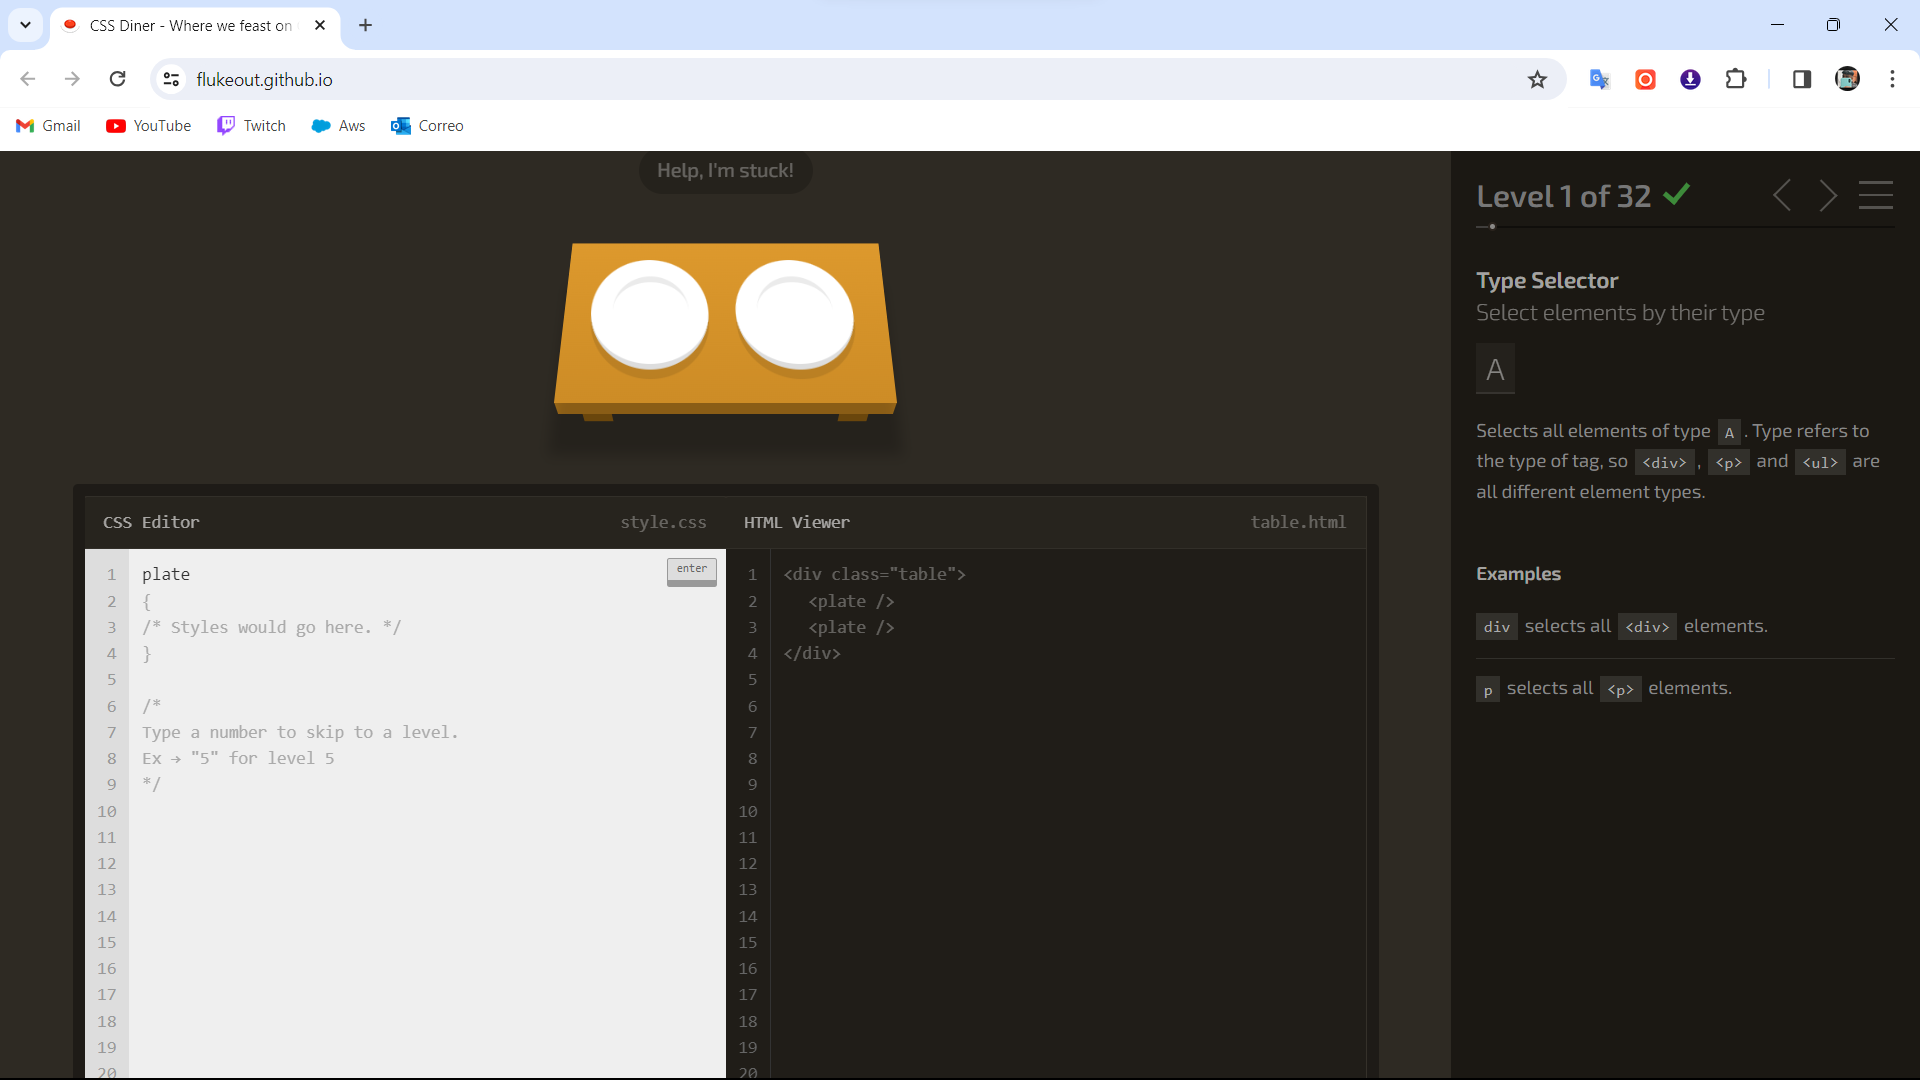 CSS Diner - Where we feast on
flukeout.github.io
Gmail
YouTube
Twitch
Aws
Correo
Help, I'm stuck!
CSS Editor
style.css
enter
1 plate
2 {
3 /* Styles would go here. */
4 }
5
6 /*
7 Type a number to skip to a level.
8 Ex → "5" for level 5
9 */
10
11
12
13
14
15
16
17
18
19
20
HTML Viewer
table.html
1 <div class="table">
2 <plate />
3 <plate />
4 </div>
5
6
7
8
9
10
11
12
13
14
15
16
17
18
19
20
Level 1 of 32
Type Selector
Select elements by their type
A
Selects all elements of type A . Type refers to
the type of tag, so <div> , <p> and <ul> are
all different element types.
Examples
div selects all <div> elements.
p selects all <p> elements.